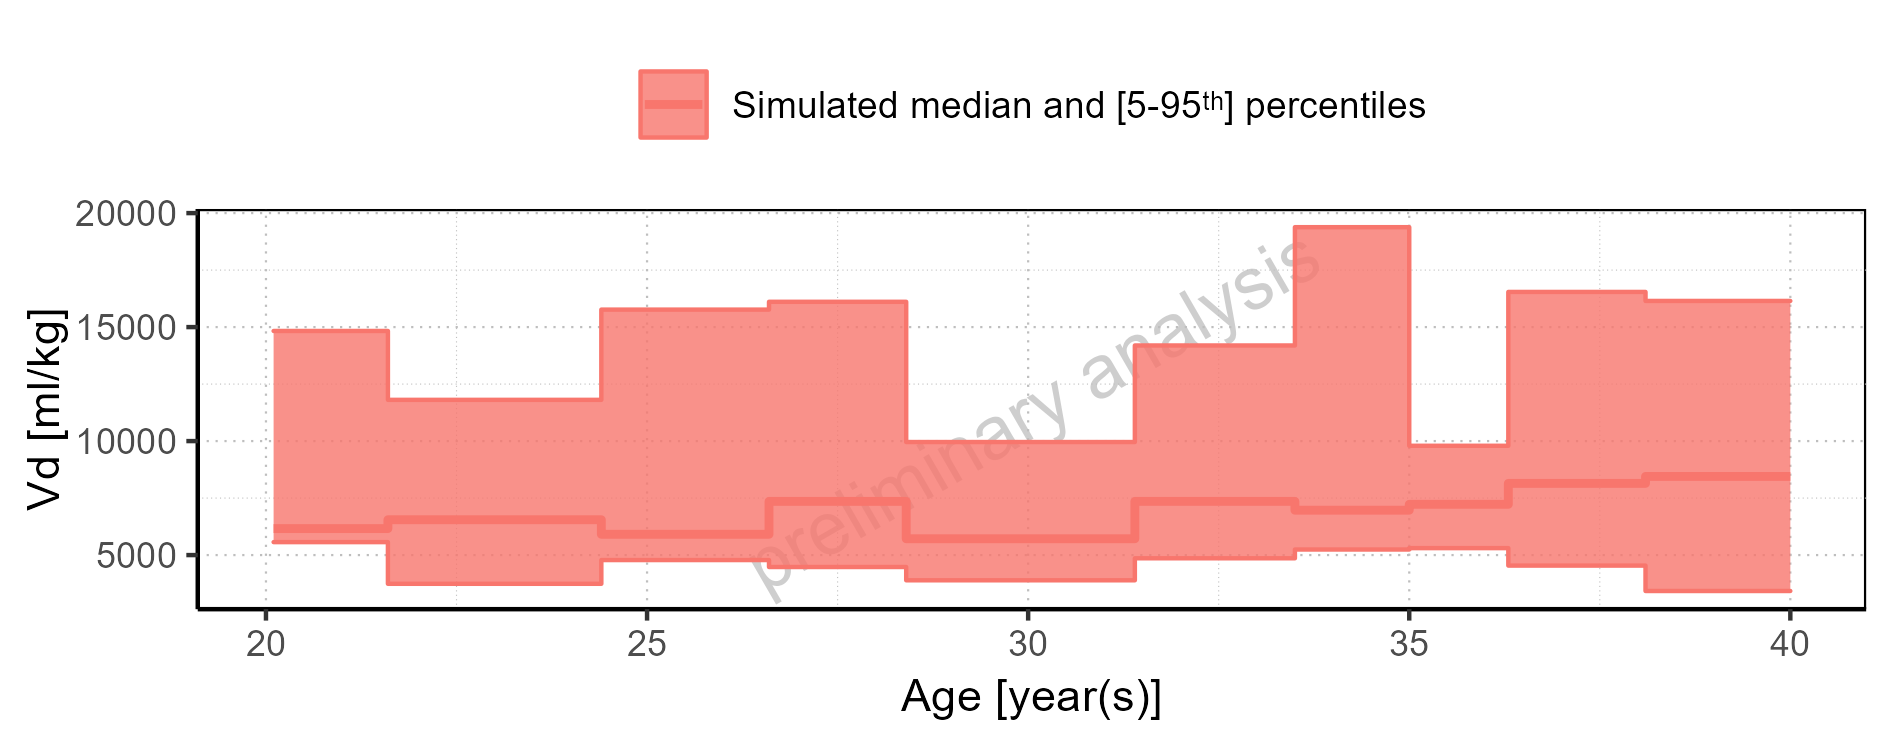 Simulated median and [5-95th] percentiles
20000
15000
10000
5000
Vd [ml/kg]
preliminary analysis
20 25 30 35 40
Age [year(s)]